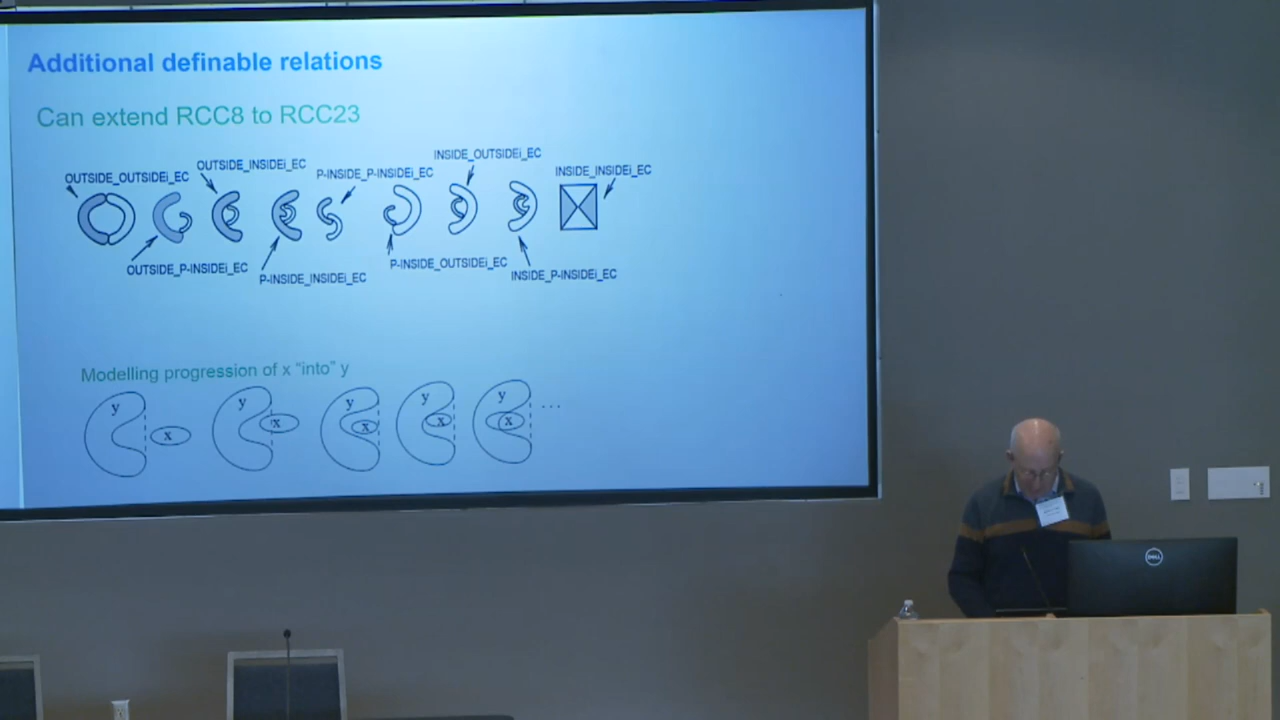 Additional definable relations
Can extend RCC8 to RCC23
INSIDE_OUTSIDEi_EC
OUTSIDE_INSIDEi_EC
P-INSIDE_P-INSIDEi_EC
INSIDE_INSIDEi_EC
OUTSIDE_OUTSIDEi_EC
OUTSIDE_P-INSIDEi_EC
P-INSIDE_INSIDEi_EC
P-INSIDE_OUTSIDEi_EC
INSIDE_P-INSIDEi_EC
Modelling progression of x "into" y
y x
y x
y x
y x
y x ...
DELL